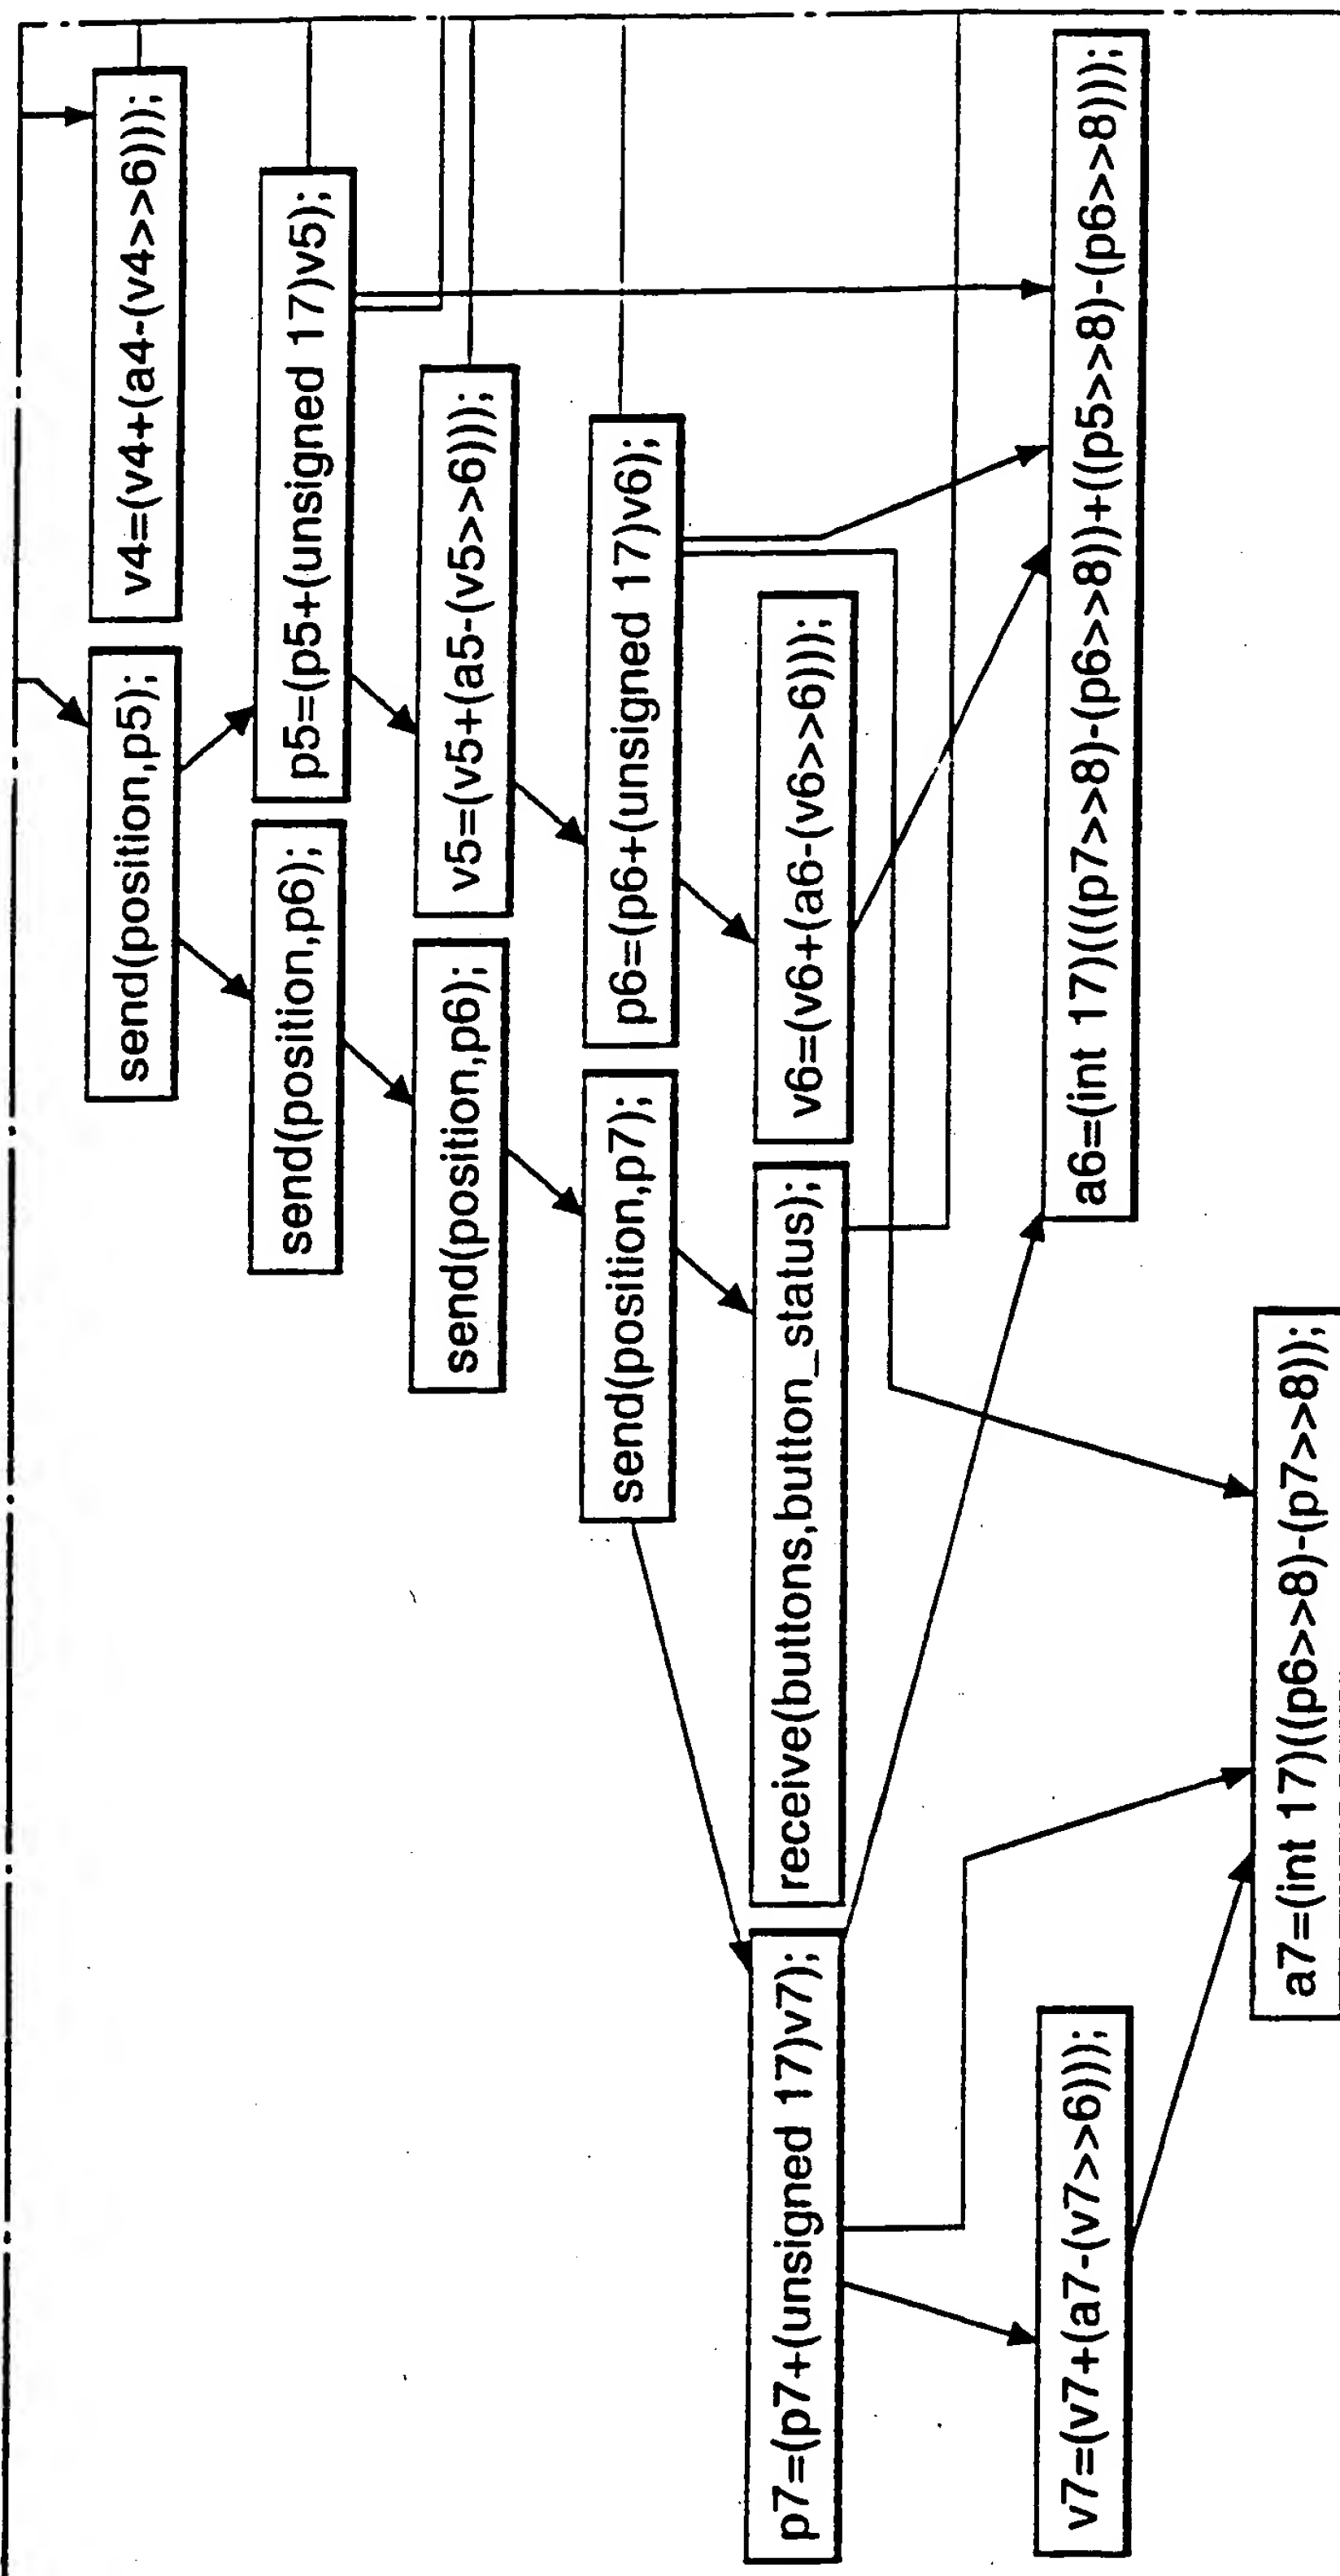 v4=(v4+(a4-(v4>>6)));
send(position,p5);
p5=(p5+(unsigned 17)v5);
send(position,p6);
v5=(v5+(a5-(v5>>6)));
send(position,p6);
p6=(p6+(unsigned 17)v6);
send(position,p7);
v6=(v6+(a6-(v6>>6)));
receive(buttons,button_status);
p7=(p7+(unsigned 17)v7);
a6=(int 17)(((p7>>8)-(p6>>8))+((p5>>8)-(p6>>8)));
v7=(v7+(a7-(v7>>6)));
a7=(int 17)((p6>>8)-(p7>>8));